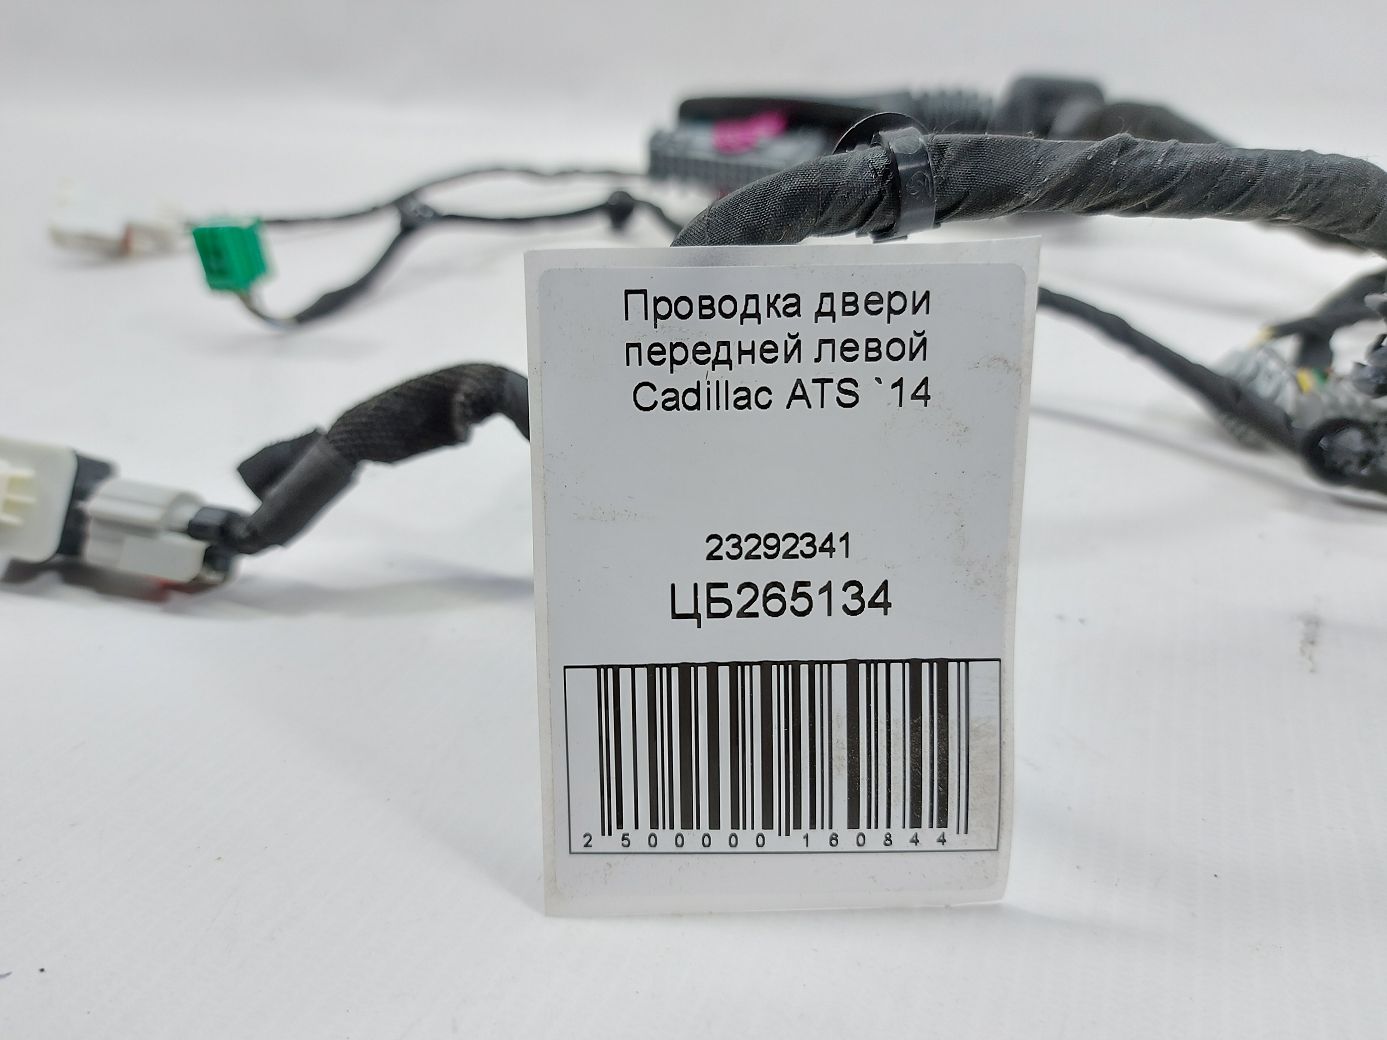 Проводка двери
передней левой
Cadillac ATS `14
23292341
ЦБ265134
2 500000 160844